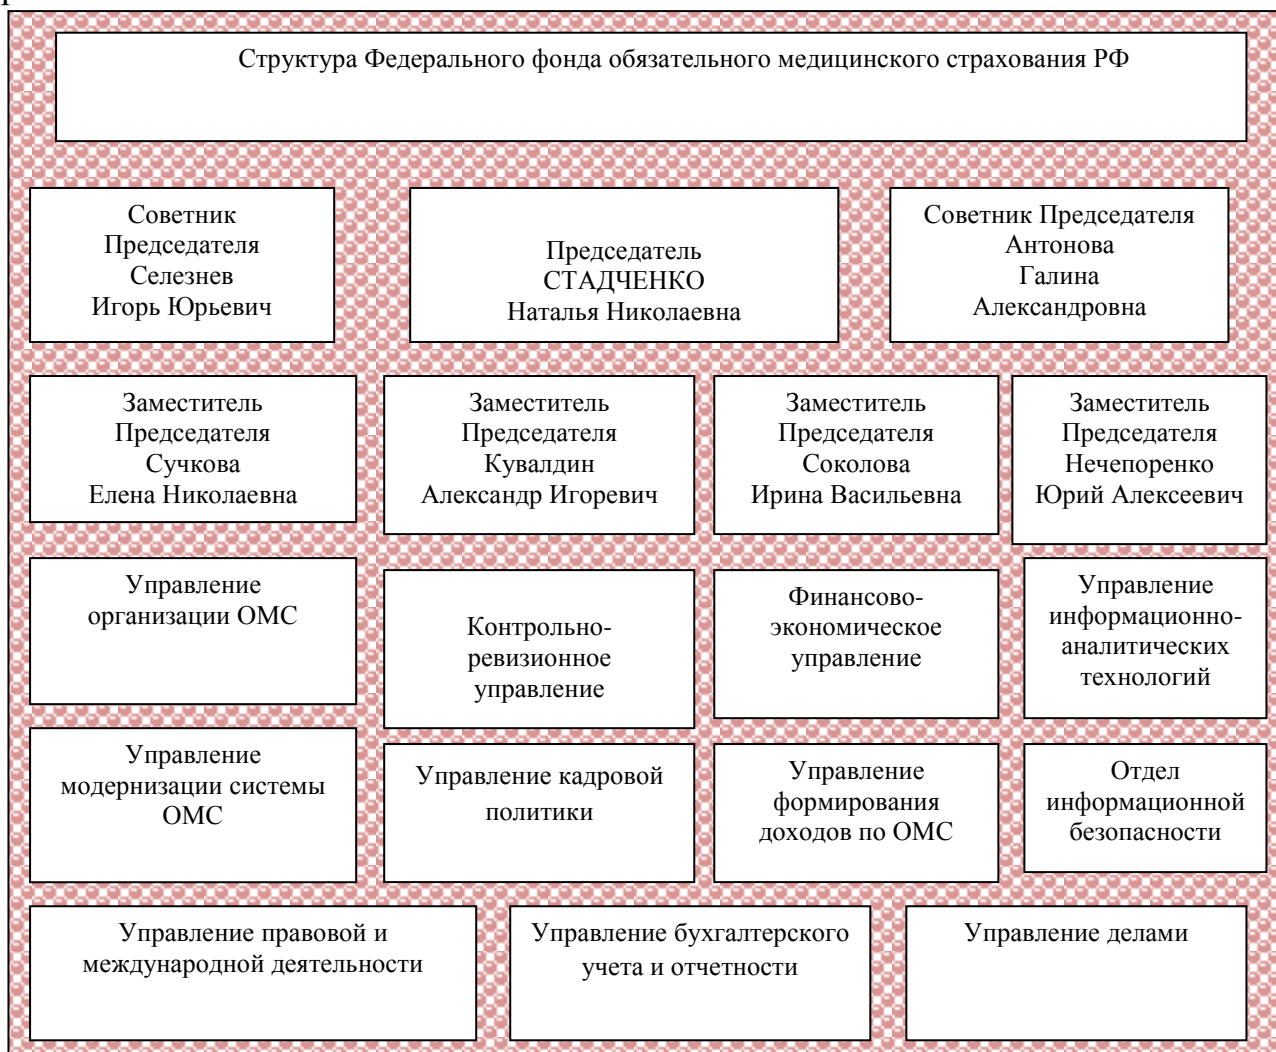 Структура Федерального фонда обязательного медицинского страхования РФ
Советник
Председателя
Селезнев
Игорь Юрьевич
Председатель
СТАДЧЕНКО
Наталья Николаевна
Советник Председателя
Антонова
Галина
Александровна
Заместитель
Председателя
Сучкова
Елена Николаевна
Заместитель
Председателя
Кувалдин
Александр Игоревич
Заместитель
Председателя
Соколова
Ирина Васильевна
Заместитель
Председателя
Нечепоренко
Юрий Алексеевич
Управление
организации ОМС
Контрольно-
ревизионное
управление
Финансово-
экономическое
управление
Управление
информационно-
аналитических
технологий
Управление
модернизации системы
ОМС
Управление кадровой
политики
Управление
формирования
доходов по ОМС
Отдел
информационной
безопасности
Управление правовой и
международной деятельности
Управление бухгалтерского
учета и отчетности
Управление делами